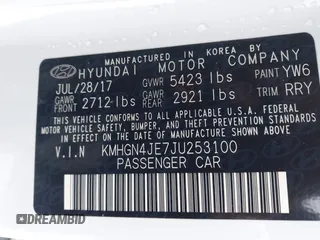 MANUFACTURED IN KOREA
HYUNDAI MOTOR COMPANY
JUL/28/17 GVWR 5423 lbs PAINT YW6
GAWR FRONT 2712 lbs GAWR REAR 2921 lbs TRIM RRY
THIS VEHICLE CONFORMS TO ALL APPLICABLE
FEDERAL MOTOR VEHICLE SAFETY, BUMPER, AND
THEFT PREVENTION STANDARDS IN EFFECT ON
THE DATE OF MANUFACTURE SHOWN ABOVE.
V.I.N KMHGN4JE7JU253100
PASSENGER CAR
DREAMBID